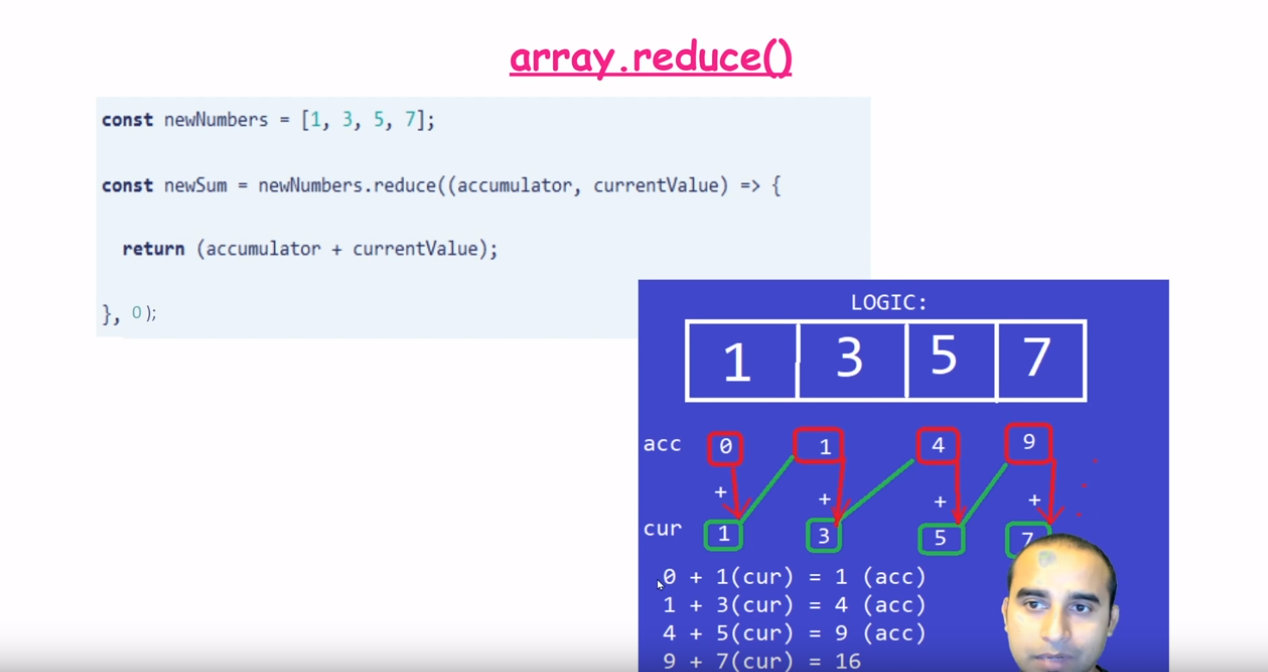 array.reduce()
const newNumbers = [1, 3, 5, 7];
const newSum = newNumbers.reduce((accumulator, currentValue) => {
return (accumulator + currentValue);
}, 0 );
LOGIC:
1 3 5 7
acc 0 1 4 9
+ + + +
cur 1 3 5 7
0 + 1(cur) = 1 (acc)
1 + 3(cur) = 4 (acc)
4 + 5(cur) = 9 (acc)
9 + 7(cur) = 16